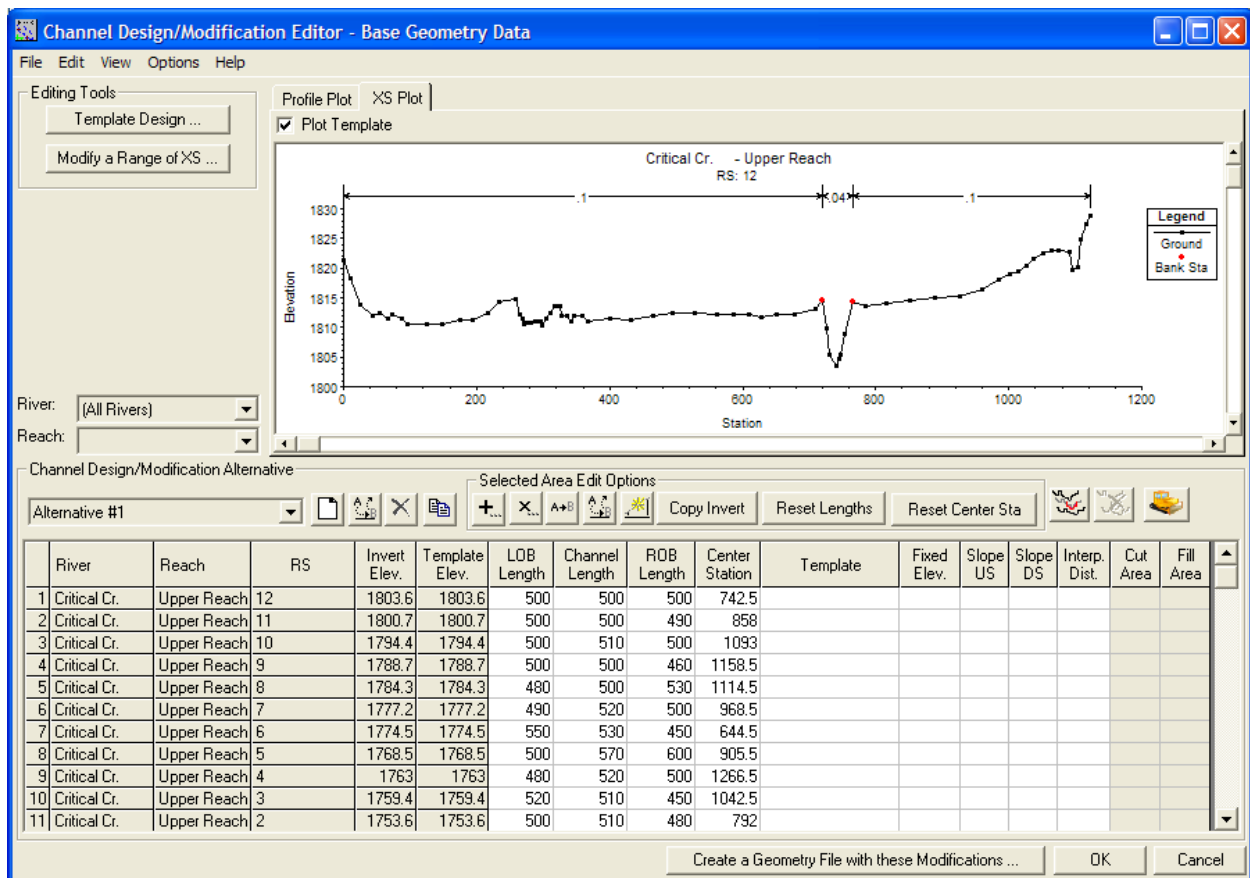 Channel Design/Modification Editor - Base Geometry Data
File Edit View Options Help
Editing Tools
Template Design ...
Modify a Range of XS ...
Profile Plot XS Plot
Plot Template
Critical Cr. - Upper Reach
RS: 12
.1 .04 .1
1830
1825
1820
1815
1810
1805
1800
Elevation
0 200 400 600 800 1000 1200
Station
Legend
Ground
Bank Sta
River: (All Rivers)
Reach:
Channel Design/Modification Alternative
Alternative #1
Selected Area Edit Options
Copy Invert Reset Lengths Reset Center Sta
River Reach RS Invert Elev. Template Elev. LOB Length Channel Length ROB Length Center Station Template Fixed Elev. Slope US Slope DS Interp. Dist. Cut Area Fill Area
1 Critical Cr. Upper Reach 12 1803.6 1803.6 500 500 500 742.5
2 Critical Cr. Upper Reach 11 1800.7 1800.7 500 500 490 858
3 Critical Cr. Upper Reach 10 1794.4 1794.4 500 510 500 1093
4 Critical Cr. Upper Reach 9 1788.7 1788.7 500 500 460 1158.5
5 Critical Cr. Upper Reach 8 1784.3 1784.3 480 500 530 1114.5
6 Critical Cr. Upper Reach 7 1777.2 1777.2 490 520 500 968.5
7 Critical Cr. Upper Reach 6 1774.5 1774.5 550 530 450 644.5
8 Critical Cr. Upper Reach 5 1768.5 1768.5 500 570 600 905.5
9 Critical Cr. Upper Reach 4 1763 1763 480 520 500 1266.5
10 Critical Cr. Upper Reach 3 1759.4 1759.4 520 510 450 1042.5
11 Critical Cr. Upper Reach 2 1753.6 1753.6 500 510 480 792
Create a Geometry File with these Modifications ... OK Cancel